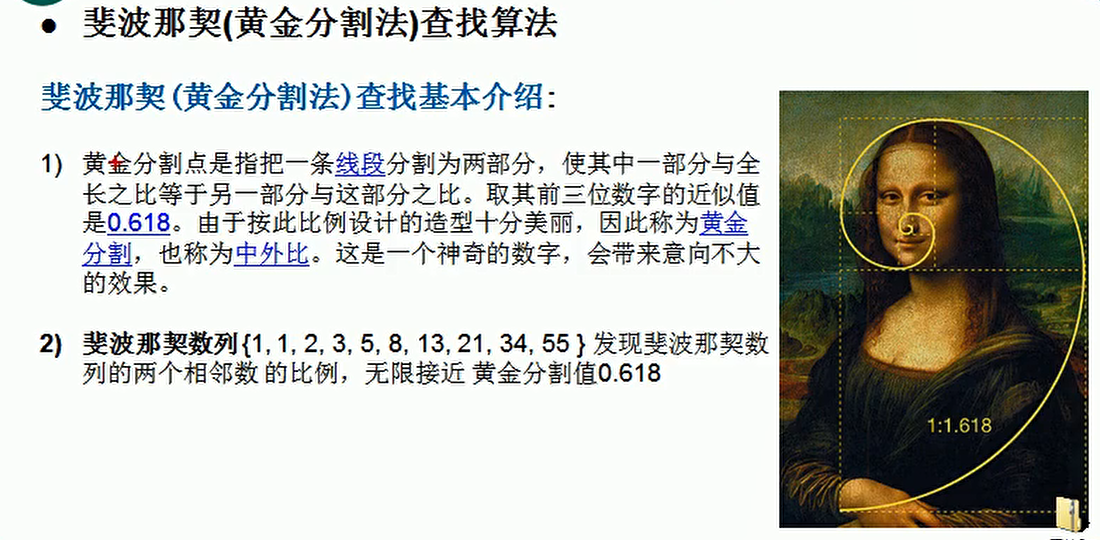 ● 斐波那契(黄金分割法)查找算法
斐波那契(黄金分割法)查找基本介绍:
1) 黄金分割点是指把一条线段分割为两部分，使其中一部分与全
长之比等于另一部分与这部分之比。取其前三位数字的近似值
是0.618。由于按此比例设计的造型十分美丽，因此称为黄金
分割，也称为中外比。这是一个神奇的数字，会带来意向不大
的效果。
2) 斐波那契数列{1, 1, 2, 3, 5, 8, 13, 21, 34, 55 } 发现斐波那契数
列的两个相邻数 的比例，无限接近 黄金分割值0.618
1:1.618